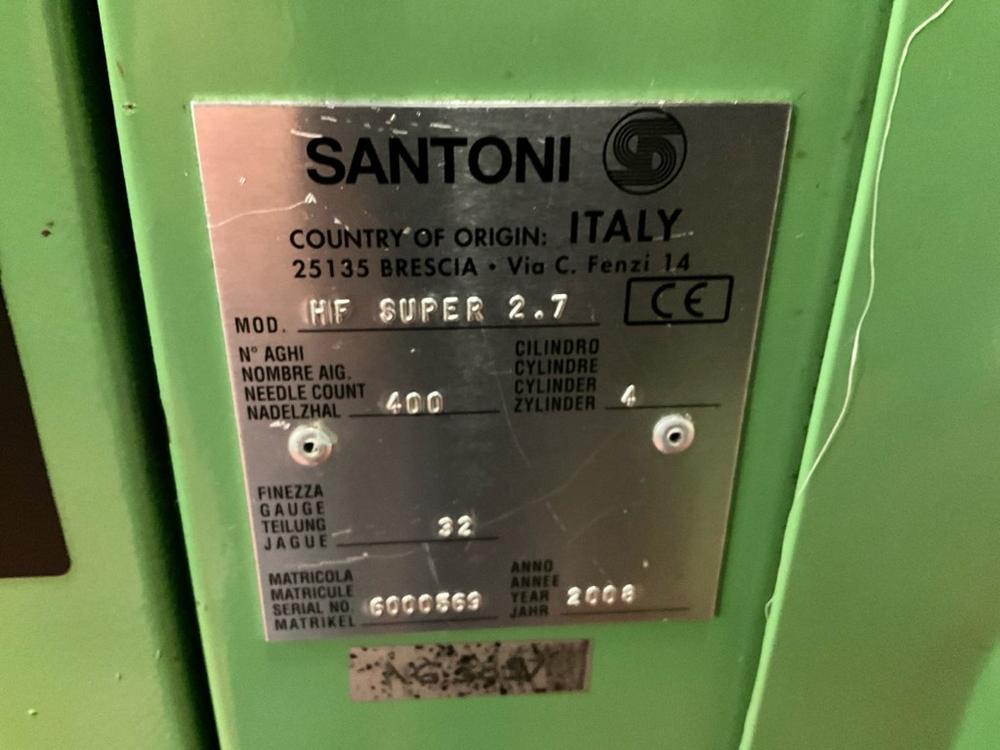 SANTONI
COUNTRY OF ORIGIN: ITALY
25135 BRESCIA • Via C. Fenzi 14
MOD. HF SUPER 2.7
CE
N° AGHI
NOMBRE AIG.
NEEDLE COUNT
NADELZHAL 400
CILINDRO
CYLINDRE
CYLINDER
ZYLINDER 4
FINEZZA
GAUGE
TEILUNG
JAGUE 32
MATRICOLA
MATRICULE
SERIAL NO.
MATRIKEL 6000569
ANNO
ANNEE
YEAR
JAHR 2008